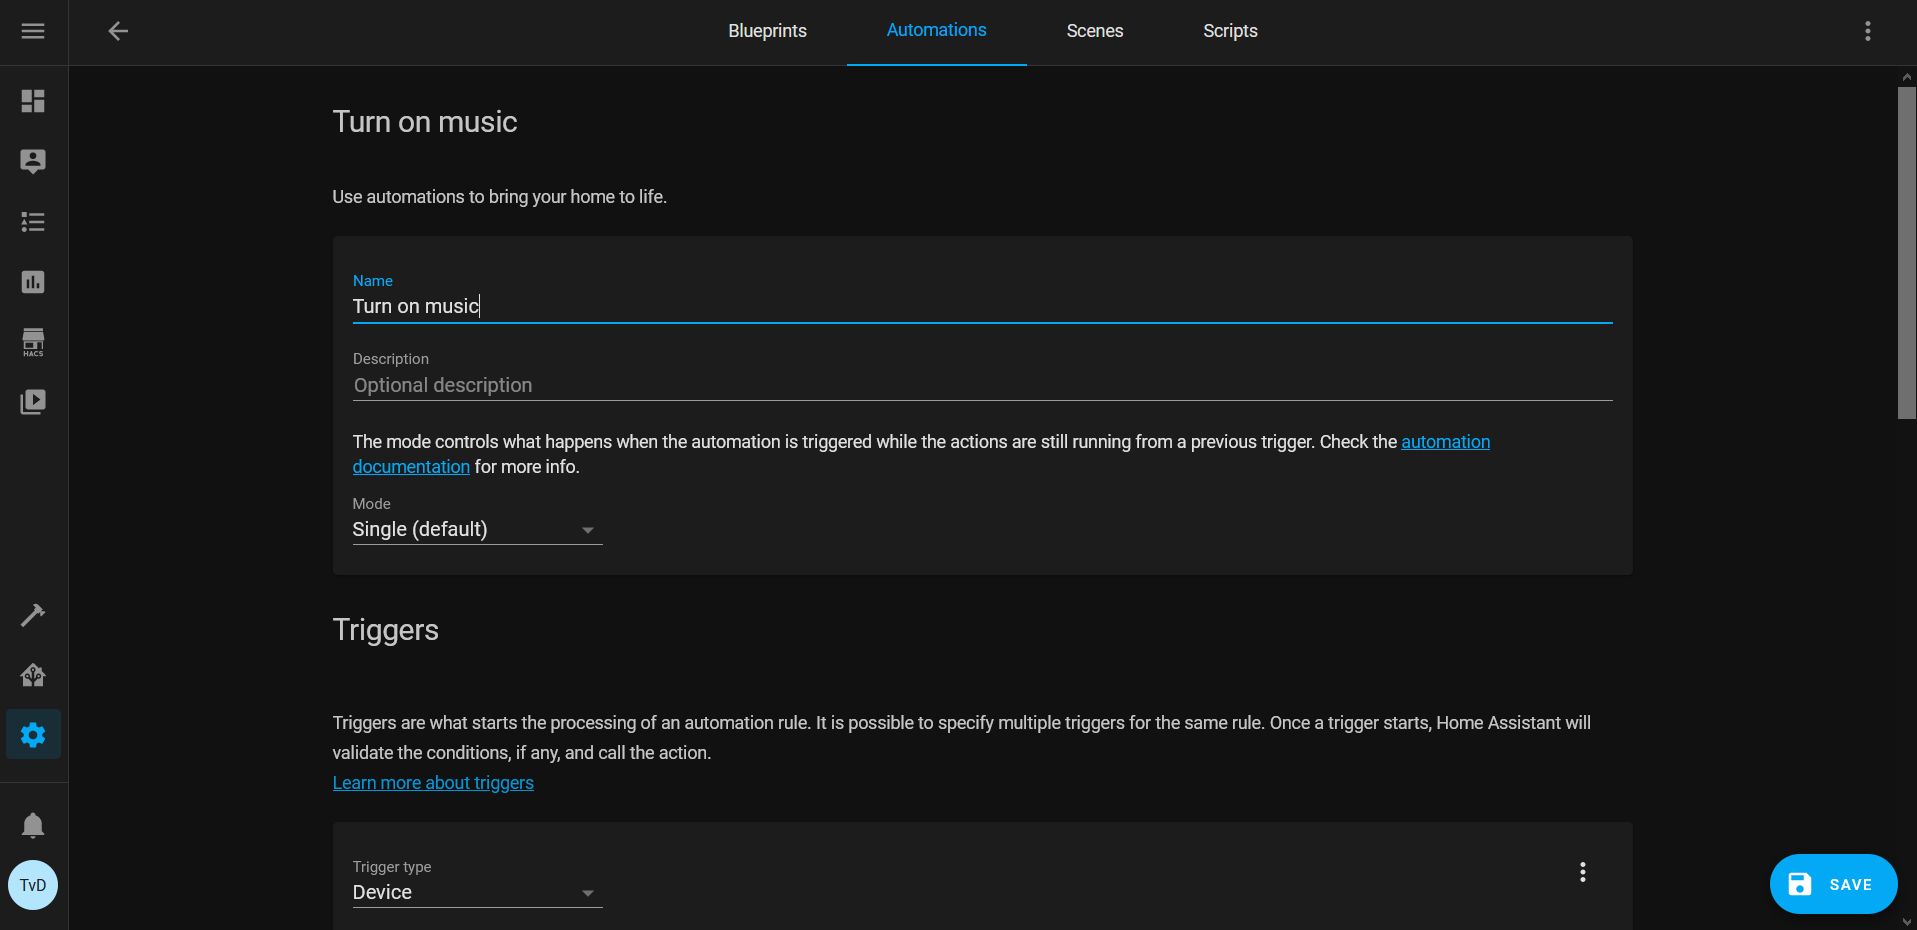 Blueprints
Automations
Scenes
Scripts
Turn on music
Use automations to bring your home to life.
Name
Turn on music
Description
Optional description
The mode controls what happens when the automation is triggered while the actions are still running from a previous trigger. Check the automation
documentation for more info.
Mode
Single (default)
Triggers
Triggers are what starts the processing of an automation rule. It is possible to specify multiple triggers for the same rule. Once a trigger starts, Home Assistant will
validate the conditions, if any, and call the action.
Learn more about triggers
Trigger type
Device
HACS
TvD
SAVE